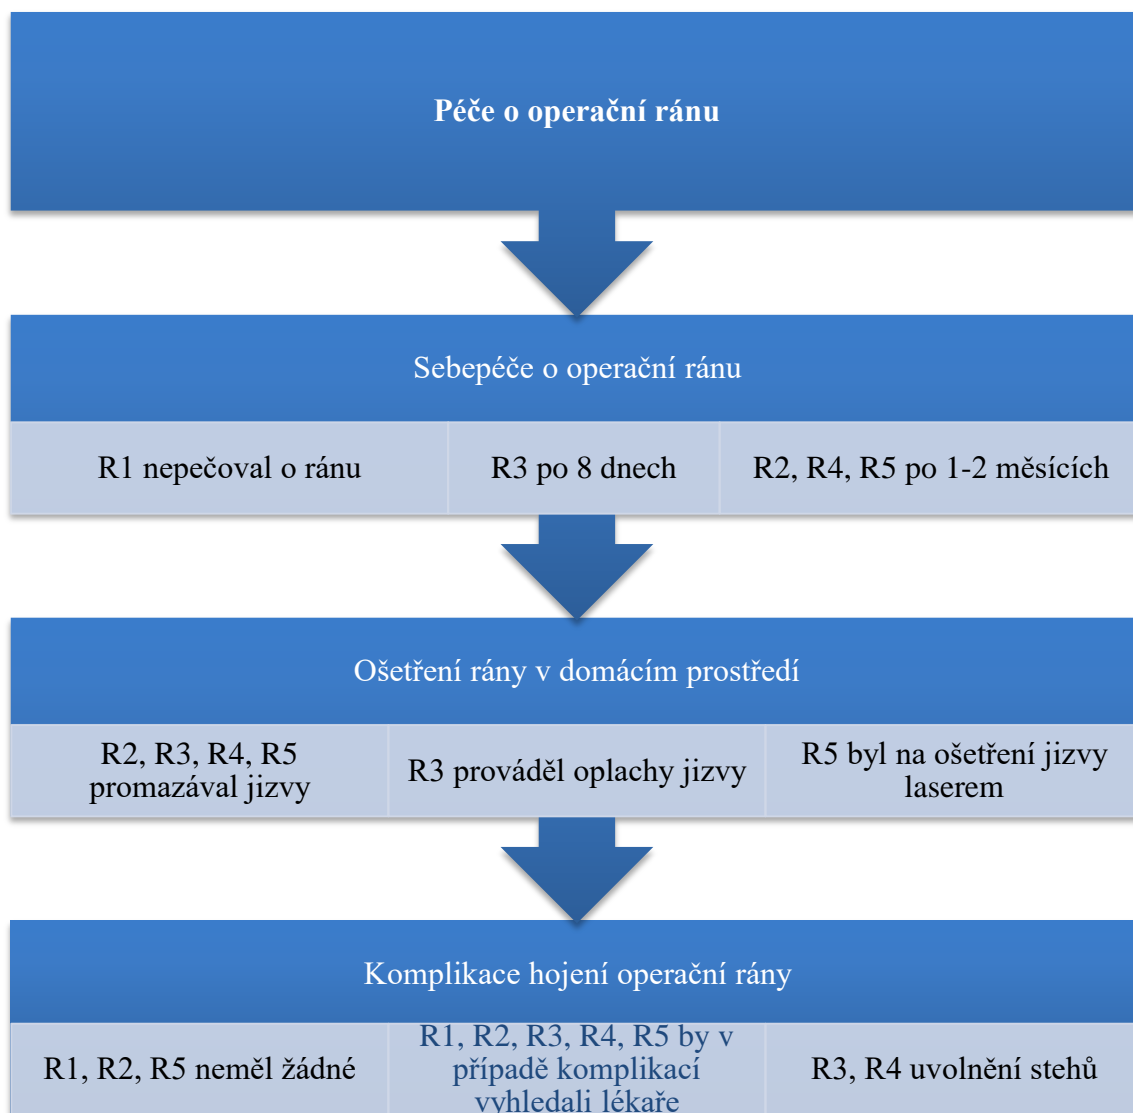 Péče o operační ránu
Sebepéče o operační ránu
R1 nepečoval o ránu
R3 po 8 dnech
R2, R4, R5 po 1-2 měsících
Ošetření rány v domácím prostředí
R2, R3, R4, R5
promazával jizvy
R3 prováděl oplachy jizvy
R5 byl na ošetření jizvy
laserem
Komplikace hojení operační rány
R1, R2, R5 neměl žádné
R1, R2, R3, R4, R5 by v
případě komplikací
vyhledali lékaře
R3, R4 uvolnění stehů